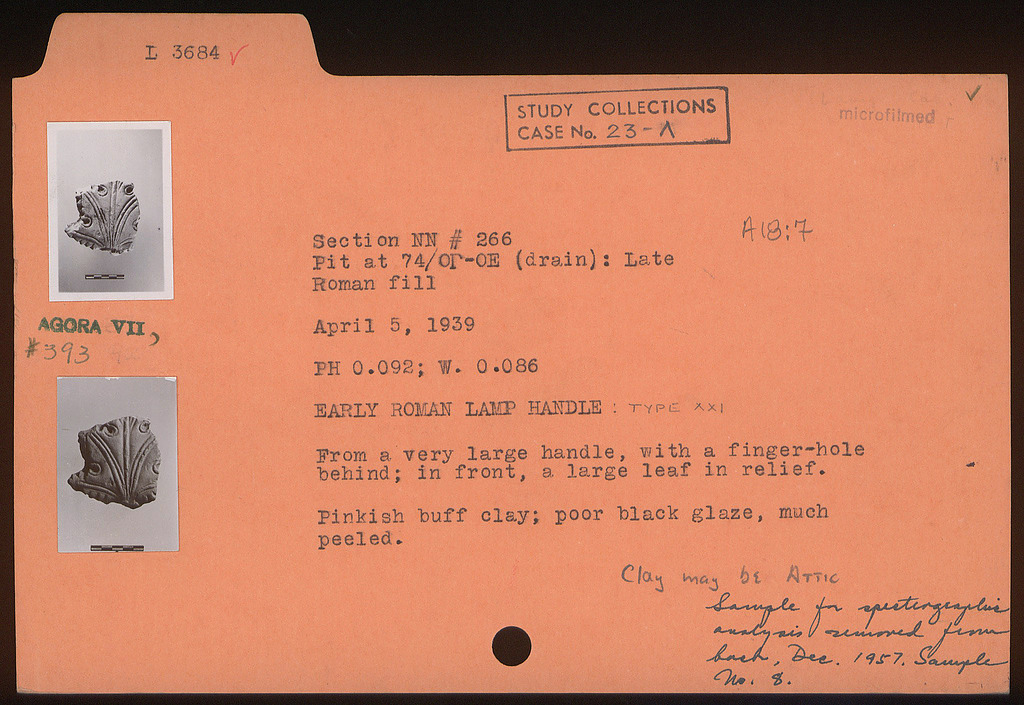 L 3684 ✓
STUDY COLLECTIONS
CASE No. 23-Λ
microfilmed
✓
Section NN # 266
A18:7
Pit at 74/ΟΓ-ΟΕ (drain): Late
Roman fill
AGORA VII,
#393
April 5, 1939
PH 0.092; W. 0.086
EARLY ROMAN LAMP HANDLE : TYPE XXI
From a very large handle, with a finger-hole
behind; in front, a large leaf in relief.
Pinkish buff clay; poor black glaze, much
peeled.
Clay may be ATTIC
Sample for spectrographic
analysis removed from
back, Dec. 1957. Sample
No. 8.